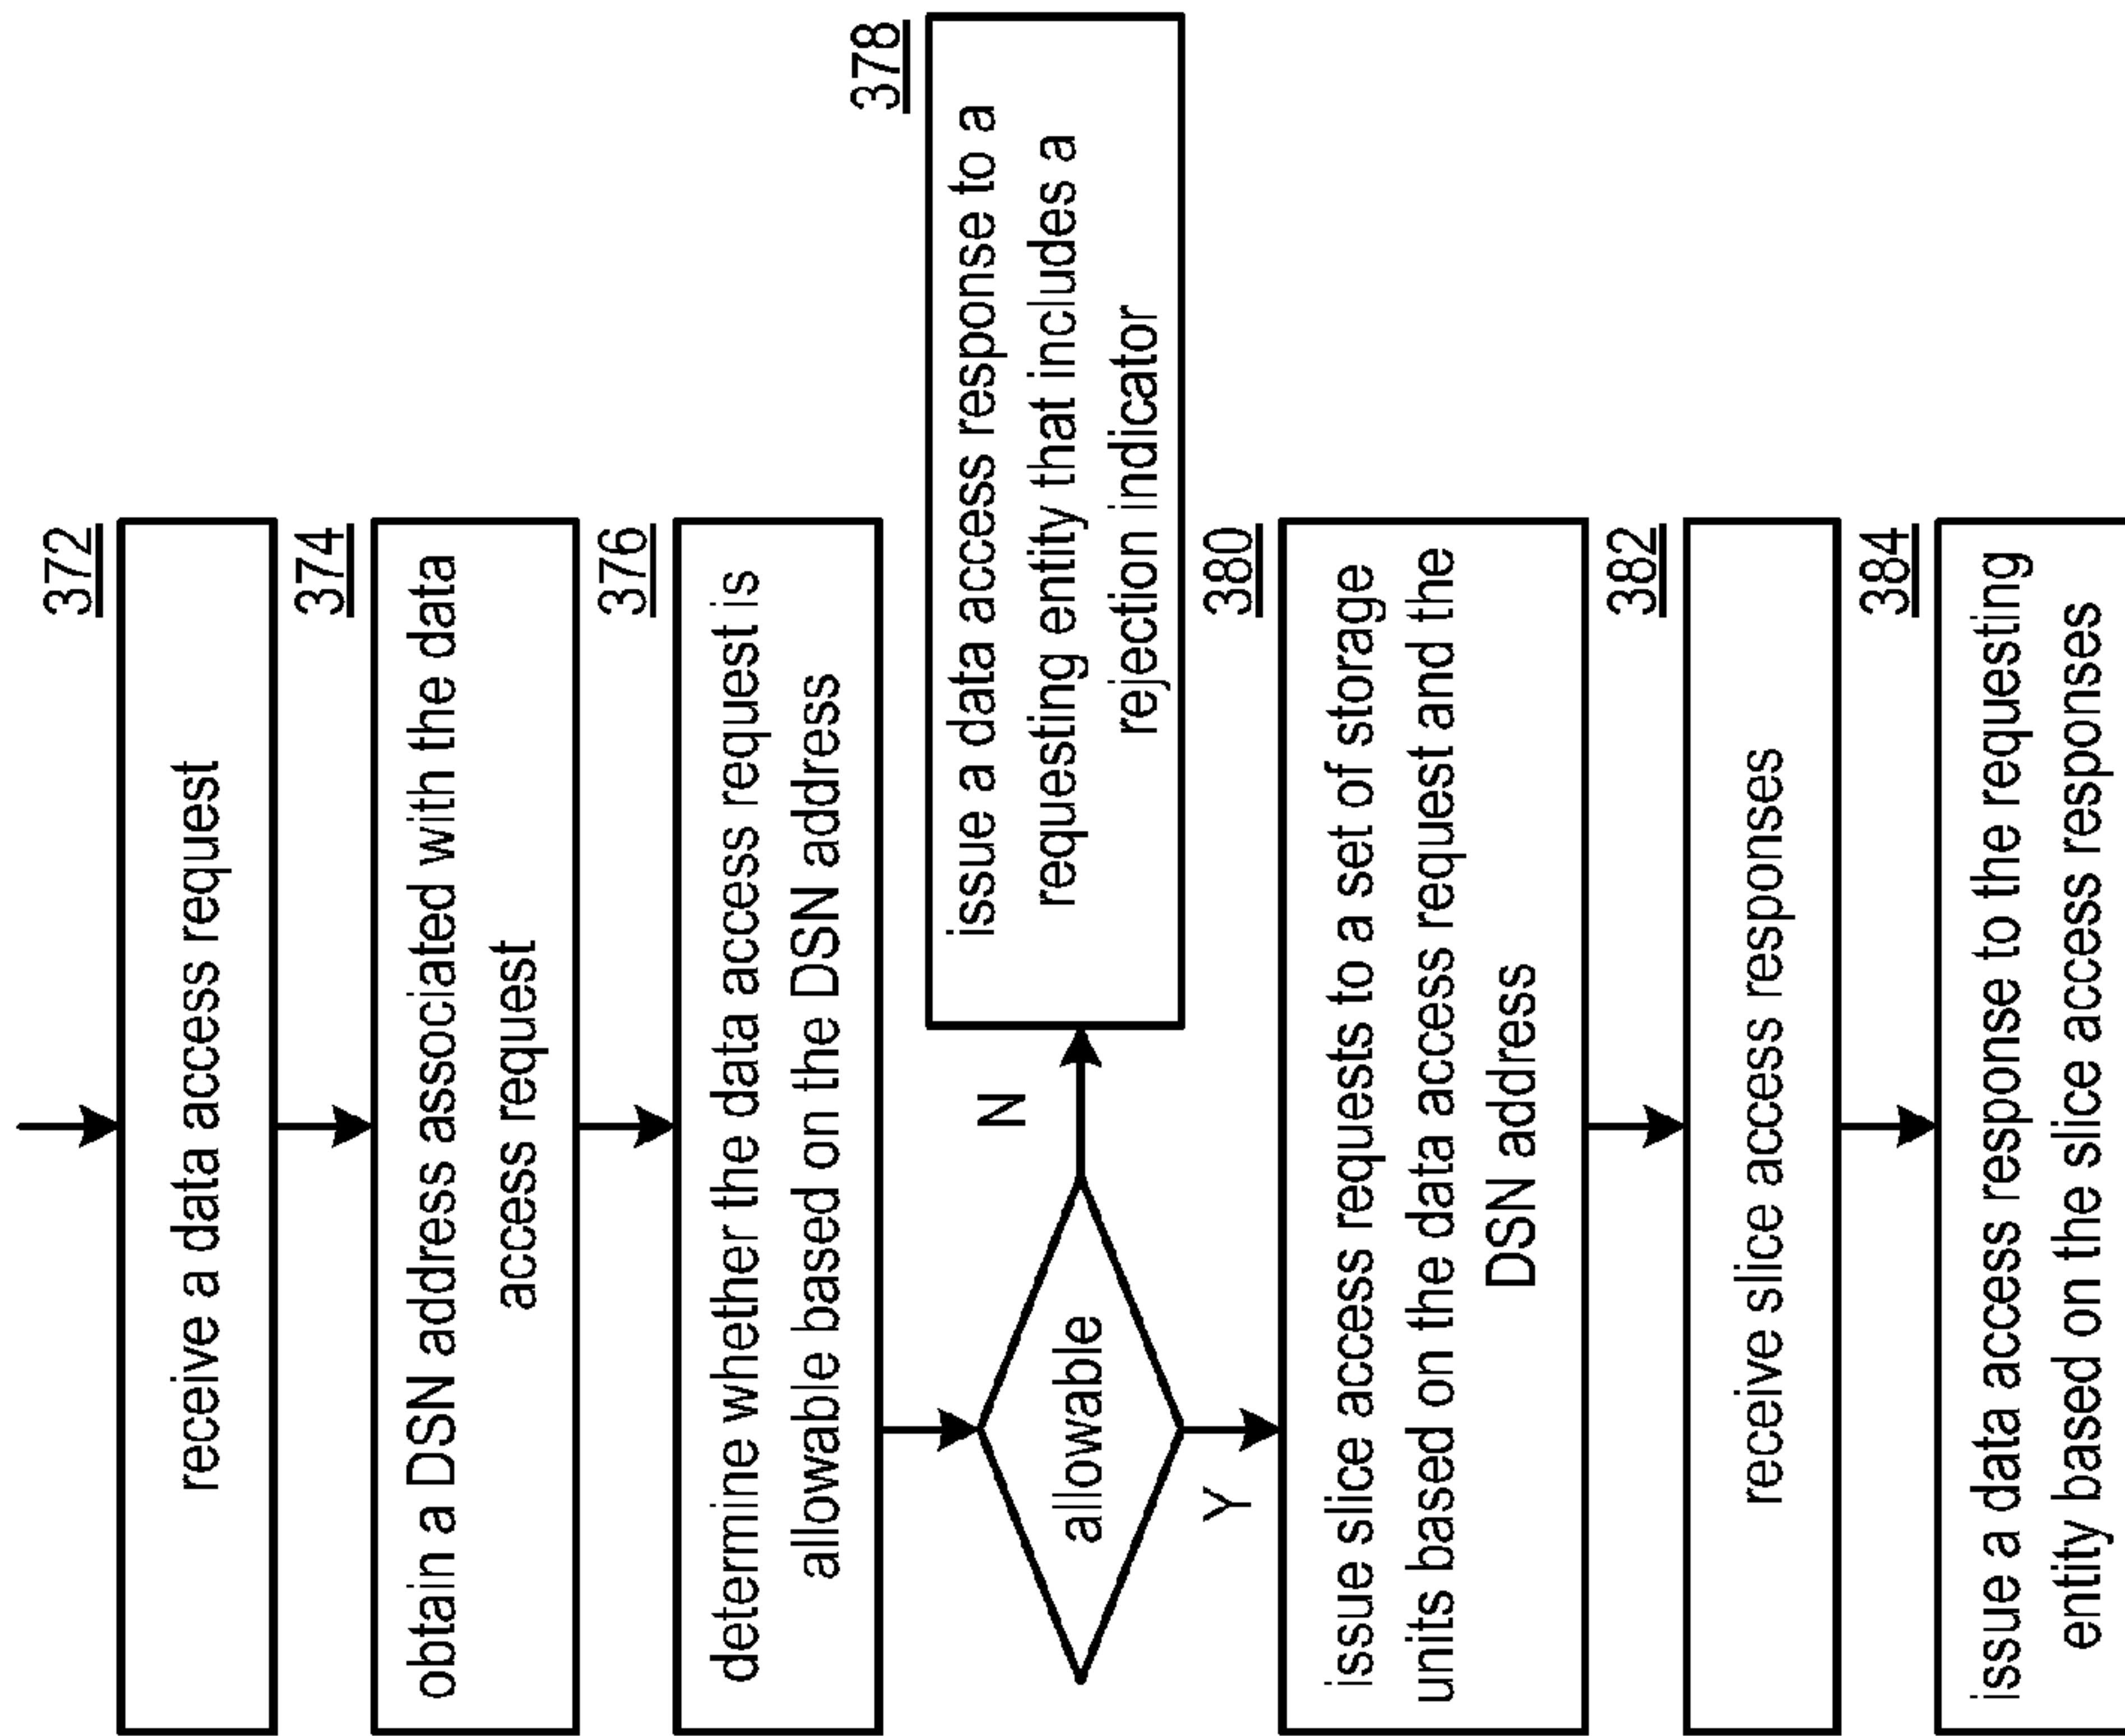 372
receive a data access request
374
obtain a DSN address associated with the data
access request
376
determine whether the data access request is
allowable based on the DSN address
allowable
N
378
issue a data access response to a
requesting entity that includes a
rejection indicator
Y
380
issue slice access requests to a set of storage
units based on the data access request and the
DSN address
382
receive slice access responses
384
issue a data access response to the requesting
entity based on the slice access responses